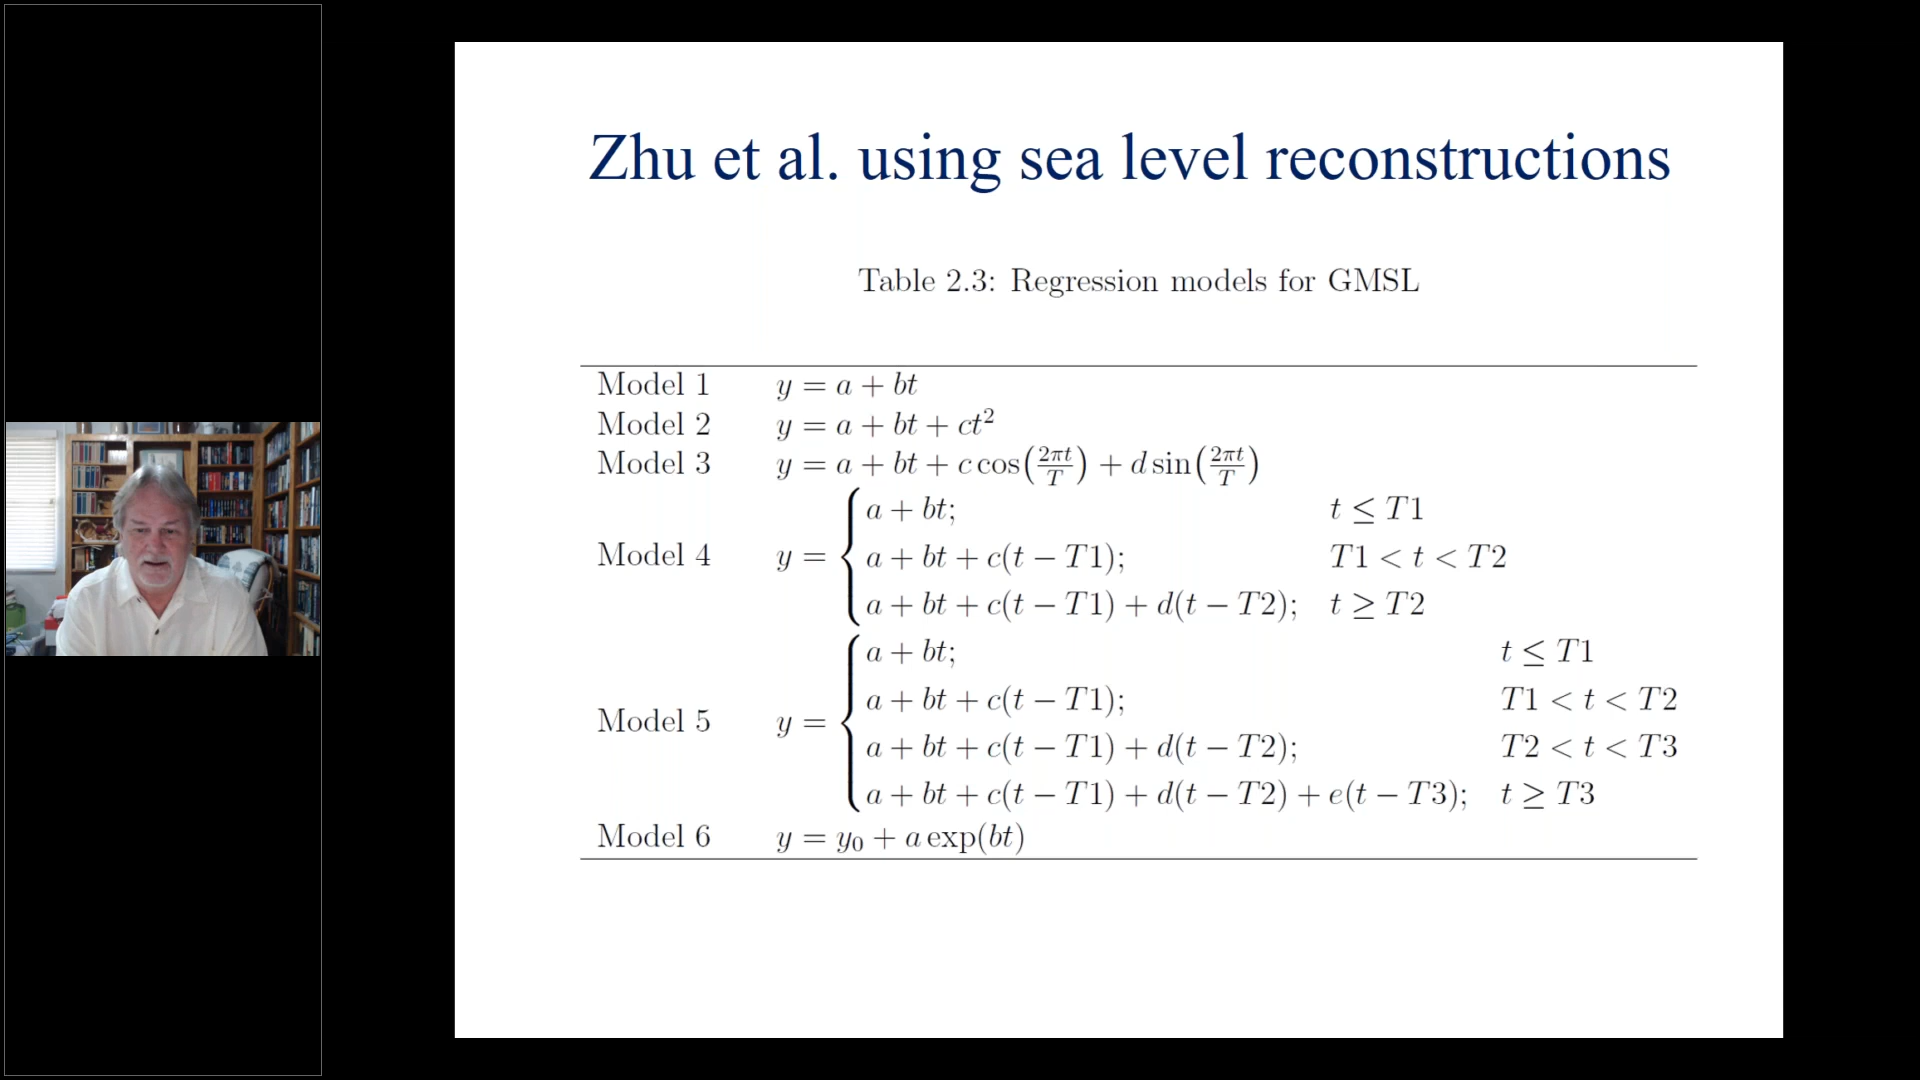 Zhu et al. using sea level reconstructions
Table 2.3: Regression models for GMSL
Model 1 y = a + bt
Model 2 y = a + bt + ct²
Model 3 y = a + bt + c cos(2πt/T) + d sin(2πt/T)
Model 4 y = { a + bt; t ≤ T1
a + bt + c(t − T1); T1 < t < T2
a + bt + c(t − T1) + d(t − T2); t ≥ T2
Model 5 y = { a + bt; t ≤ T1
a + bt + c(t − T1); T1 < t < T2
a + bt + c(t − T1) + d(t − T2); T2 < t < T3
a + bt + c(t − T1) + d(t − T2) + e(t − T3); t ≥ T3
Model 6 y = y₀ + a exp(bt)